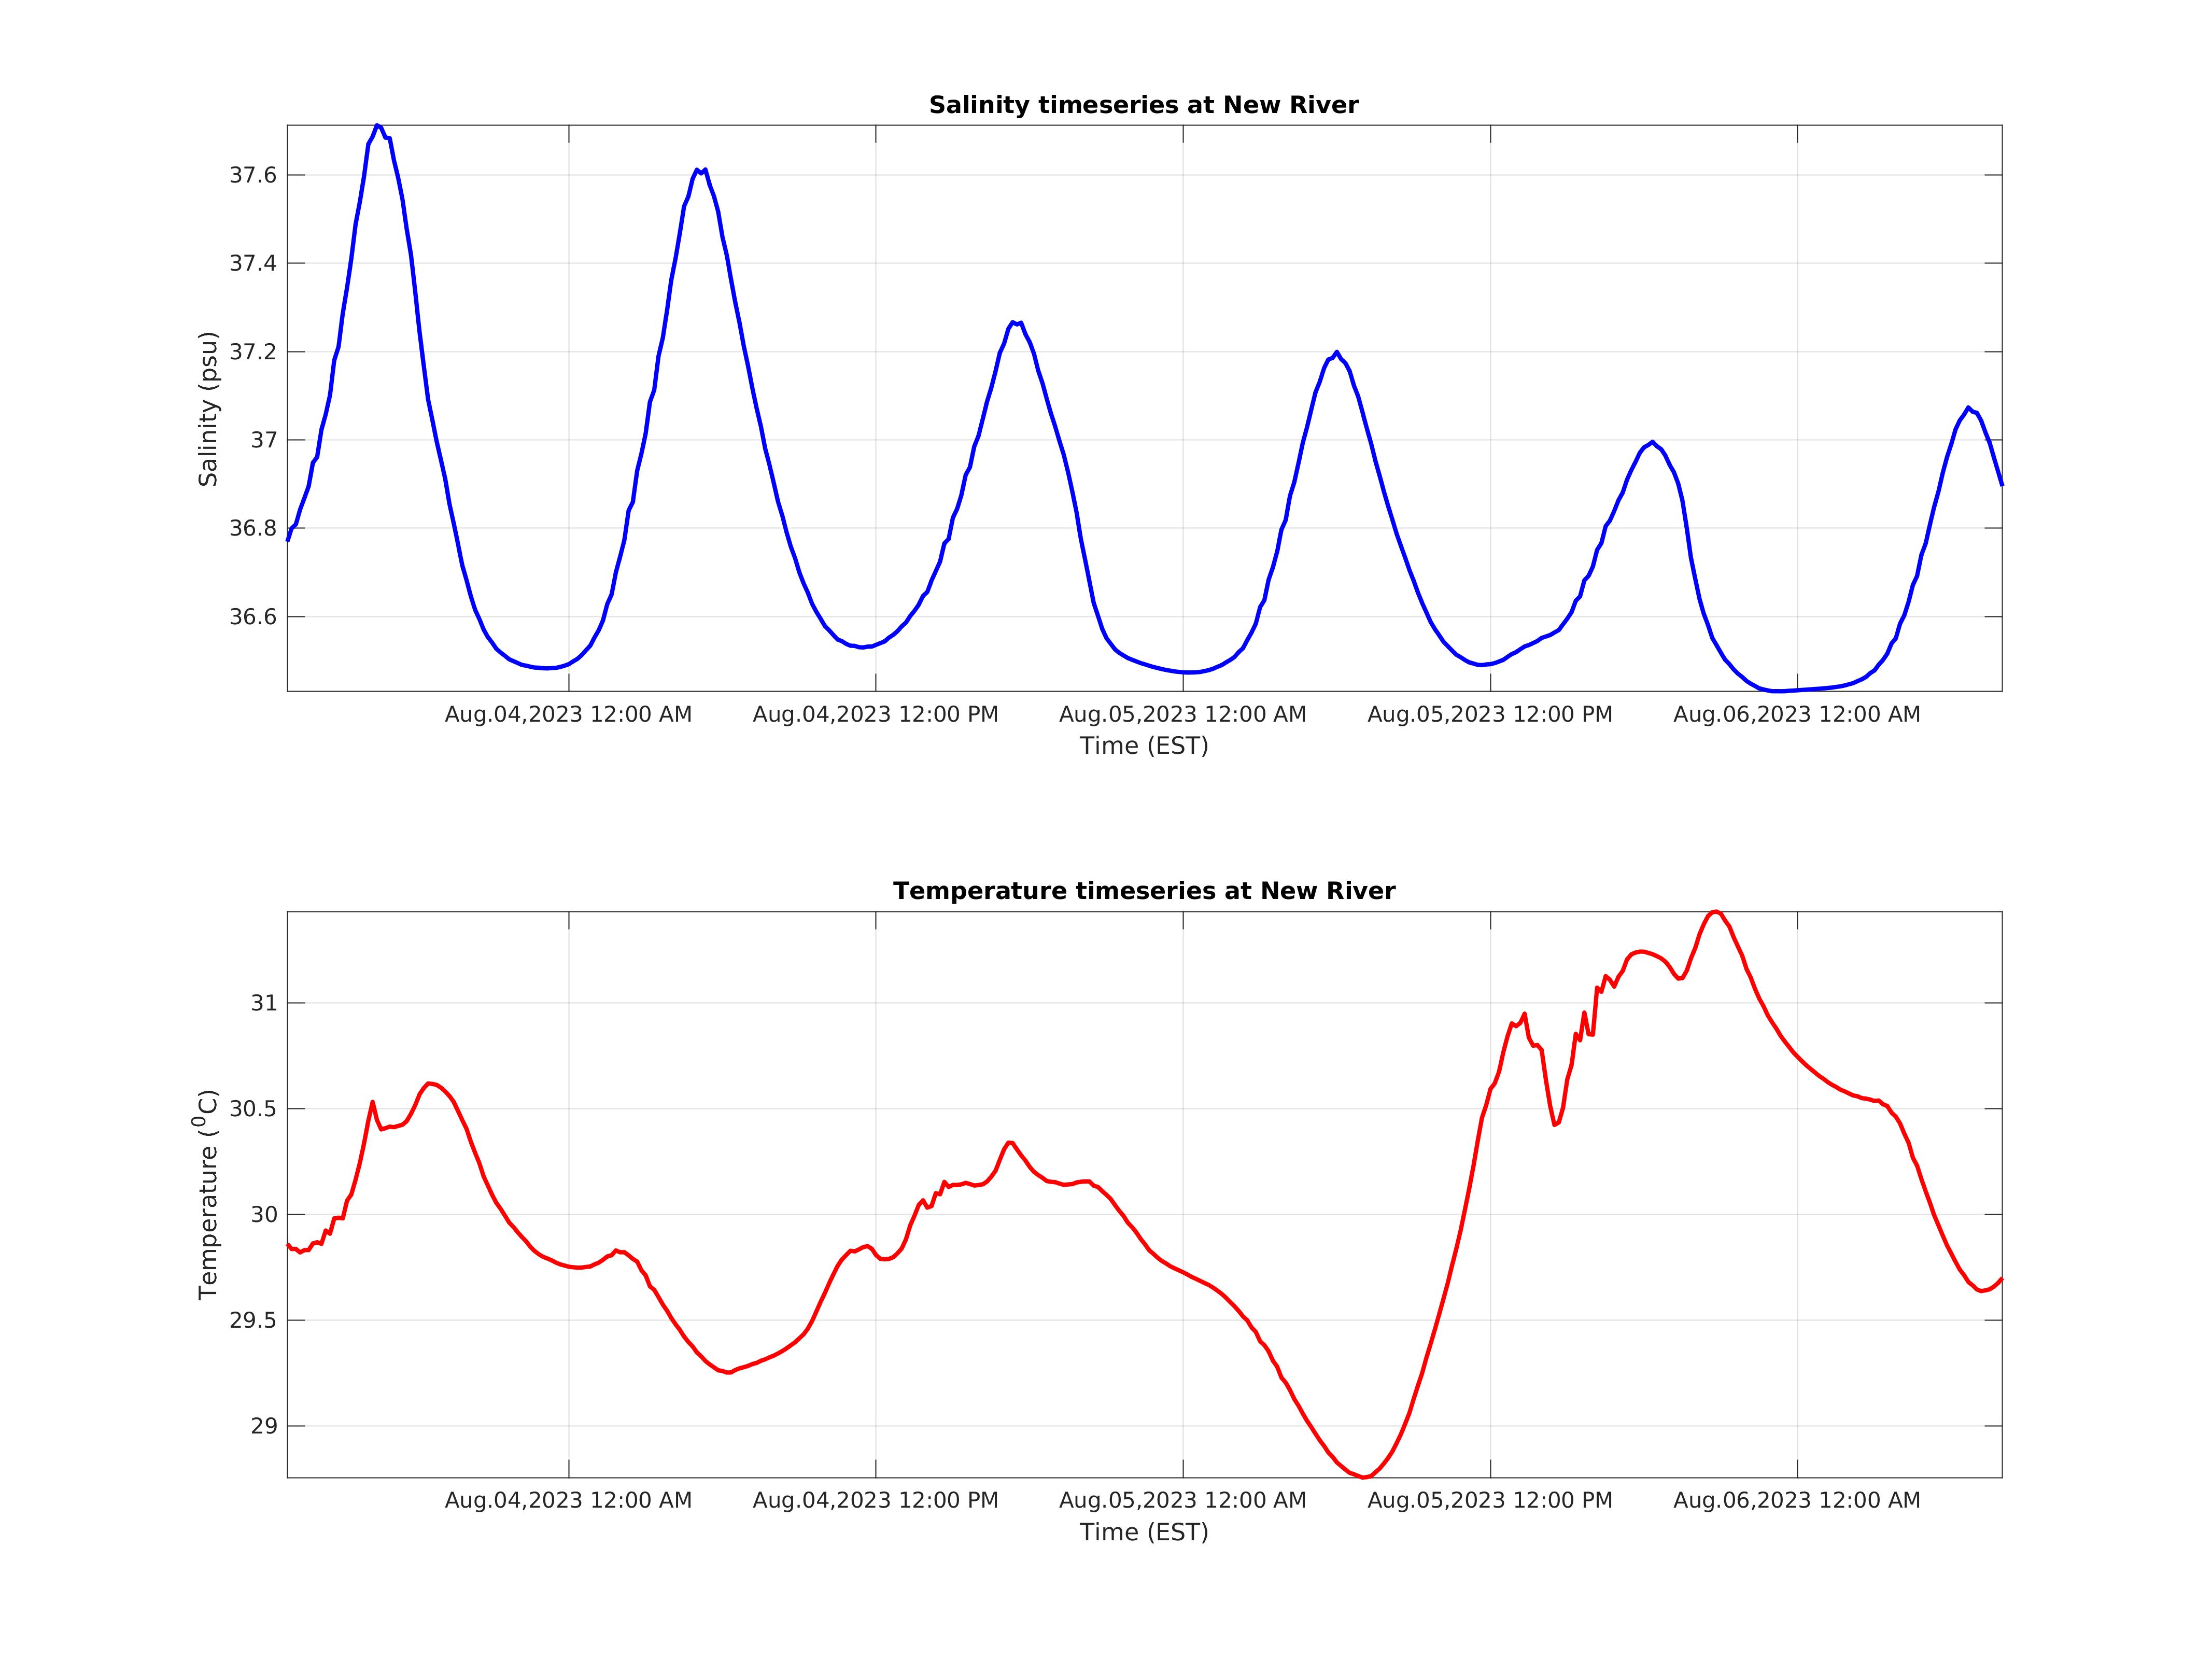 Salinity timeseries at New River
Salinity (psu)
37.6
37.4
37.2
37
36.8
36.6
Aug.04,2023 12:00 AM
Aug.04,2023 12:00 PM
Aug.05,2023 12:00 AM
Aug.05,2023 12:00 PM
Aug.06,2023 12:00 AM
Time (EST)
Temperature timeseries at New River
Temperature (⁰C)
31
30.5
30
29.5
29
Aug.04,2023 12:00 AM
Aug.04,2023 12:00 PM
Aug.05,2023 12:00 AM
Aug.05,2023 12:00 PM
Aug.06,2023 12:00 AM
Time (EST)